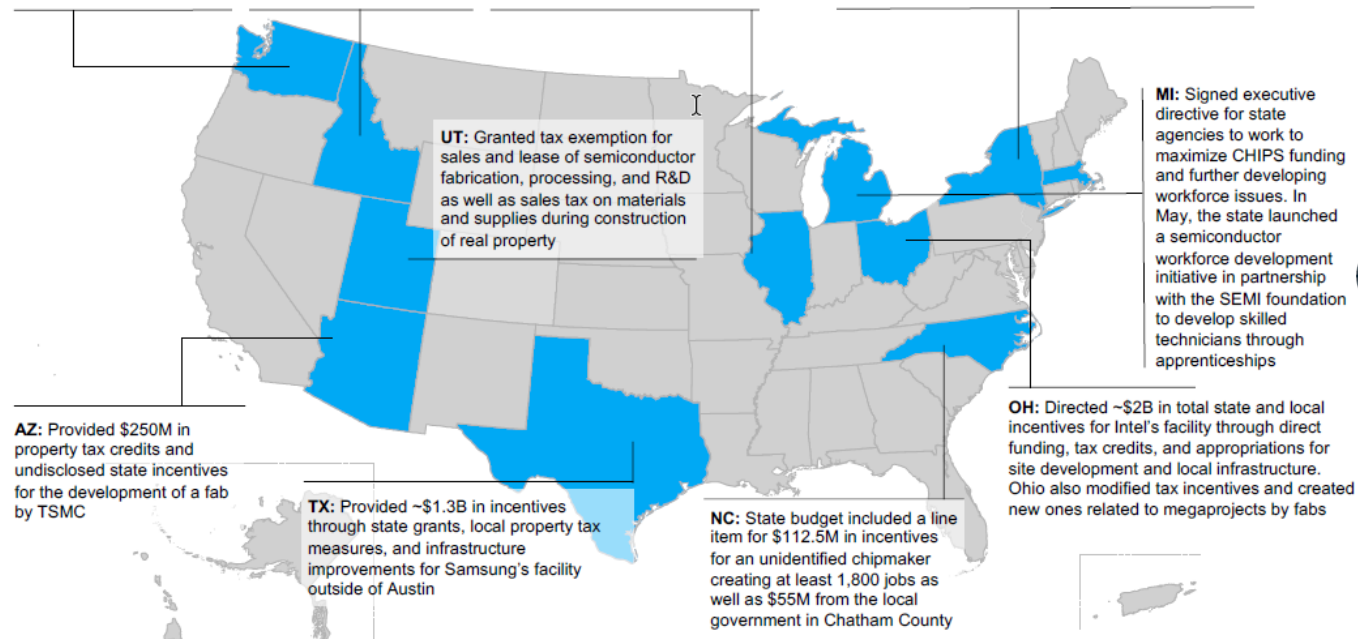 UT: Granted tax exemption for
sales and lease of semiconductor
fabrication, processing, and R&D
as well as sales tax on materials
and supplies during construction
of real property
MI: Signed executive
directive for state
agencies to work to
maximize CHIPS funding
and further developing
workforce issues. In
May, the state launched
a semiconductor
workforce development
initiative in partnership
with the SEMI foundation
to develop skilled
technicians through
apprenticeships
AZ: Provided $250M in
property tax credits and
undisclosed state incentives
for the development of a fab
by TSMC
TX: Provided ~$1.3B in incentives
through state grants, local property tax
measures, and infrastructure
improvements for Samsung's facility
outside of Austin
NC: State budget included a line
item for $112.5M in incentives
for an unidentified chipmaker
creating at least 1,800 jobs as
well as $55M from the local
government in Chatham County
OH: Directed ~$2B in total state and local
incentives for Intel's facility through direct
funding, tax credits, and appropriations for
site development and local infrastructure.
Ohio also modified tax incentives and created
new ones related to megaprojects by fabs